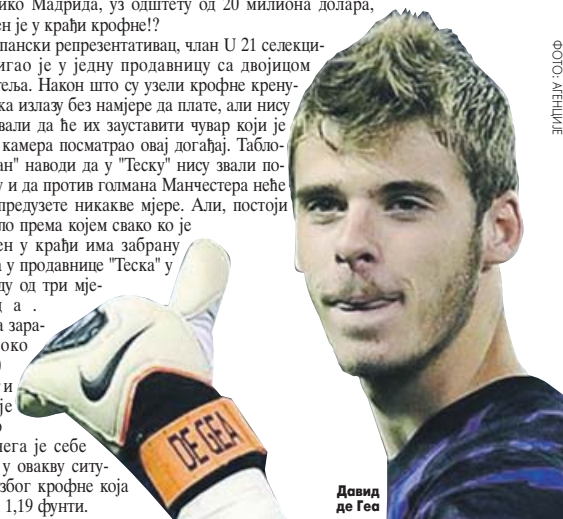 ико Мадрида, уз одштету од 20 милиона долара,
ен је у крађи крофне!?
пански репрезентативац, члан U 21 селекци-
игао је у једну продавницу са двојицом
теља. Након што су узели крофне крену-
ка излазу без намјере да плате, али нису
вали да ће их зауставити чувар који је
камера посматрао овај догађај. Табло-
ан" наводи да у "Теску" нису звали по-
у и да против голмана Манчестера неће
предузете никакве мјере. Али, постоји
ло према којем свако ко је
ен у крађи има забрану
а у продавнице "Теска" у
ду од три мје-
ц а .
а зара-
око
и
је
о
нега је себе
у овакву ситу-
због крофне која
1,19 фунти.
DE GEA
Давид
де Геа
ФОТО: АГЕНЦИЈЕ